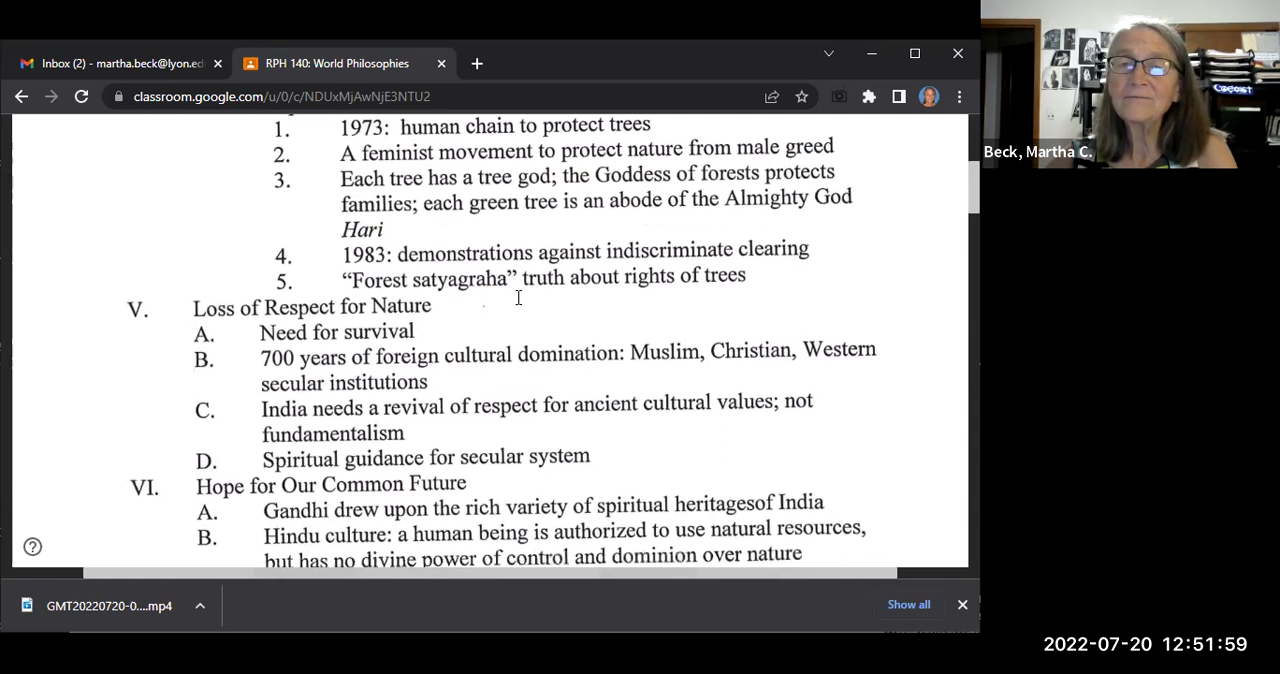 Inbox (2) - martha.beck@lyon.ed
RPH 140: World Philosophies
classroom.google.com/u/0/c/NDUxMjAwNjE3NTU2
1. 1973: human chain to protect trees
2. A feminist movement to protect nature from male greed
3. Each tree has a tree god; the Goddess of forests protects
families; each green tree is an abode of the Almighty God
Hari
4. 1983: demonstrations against indiscriminate clearing
5. “Forest satyagraha” truth about rights of trees
V. Loss of Respect for Nature
A. Need for survival
B. 700 years of foreign cultural domination: Muslim, Christian, Western
secular institutions
C. India needs a revival of respect for ancient cultural values; not
fundamentalism
D. Spiritual guidance for secular system
VI. Hope for Our Common Future
A. Gandhi drew upon the rich variety of spiritual heritagesof India
B. Hindu culture: a human being is authorized to use natural resources,
but has no divine power of control and dominion over nature
GMT20220720-0....mp4
Show all
Coexist
Beck, Martha C.
2022-07-20 12:51:59